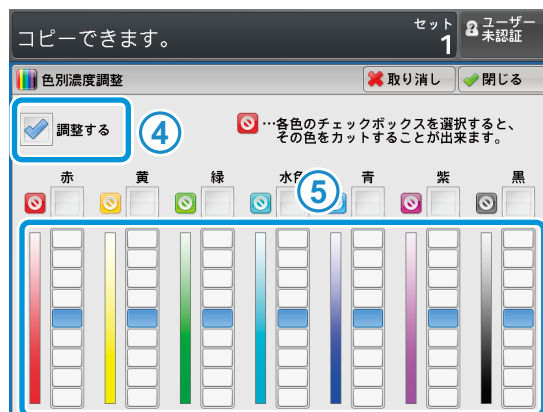 コピーできます。
セット
1
ユーザー
未認証
色別濃度調整
取り消し
閉じる
調整する
4
…各色のチェックボックスを選択すると、
その色をカットすることが出来ます。
赤 黄 緑 水色 青 紫 黒
5